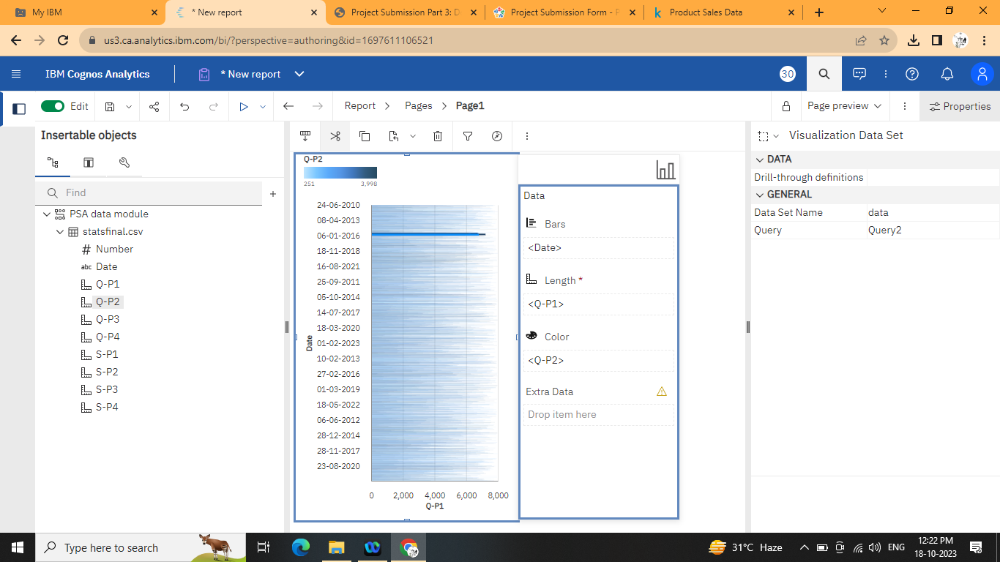 My IBM
* New report
Project Submission Part 3: D
Project Submission Form - P
Product Sales Data
us3.ca.analytics.ibm.com/bi/?perspective=authoring&id=1697611106521
IBM Cognos Analytics
* New report
30
Edit
Report
Pages
Page1
Page preview
Properties
Insertable objects
Find
PSA data module
statsfinal.csv
Number
abc Date
Q-P1
Q-P2
Q-P3
Q-P4
S-P1
S-P2
S-P3
S-P4
Q-P2
251 3,998
24-06-2010
08-04-2013
06-01-2016
18-11-2018
16-08-2021
25-09-2011
05-10-2014
14-07-2017
18-03-2020
01-02-2023
10-02-2013
27-02-2016
01-03-2019
18-05-2022
06-06-2012
28-12-2014
28-11-2017
23-08-2020
Date
0 2,000 4,000 6,000 8,000
Q-P1
Data
Bars
<Date>
Length *
<Q-P1>
Color
<Q-P2>
Extra Data
Drop item here
Visualization Data Set
DATA
Drill-through definitions
GENERAL
Data Set Name data
Query Query2
Type here to search
31°C Haze
ENG
12:22 PM
18-10-2023